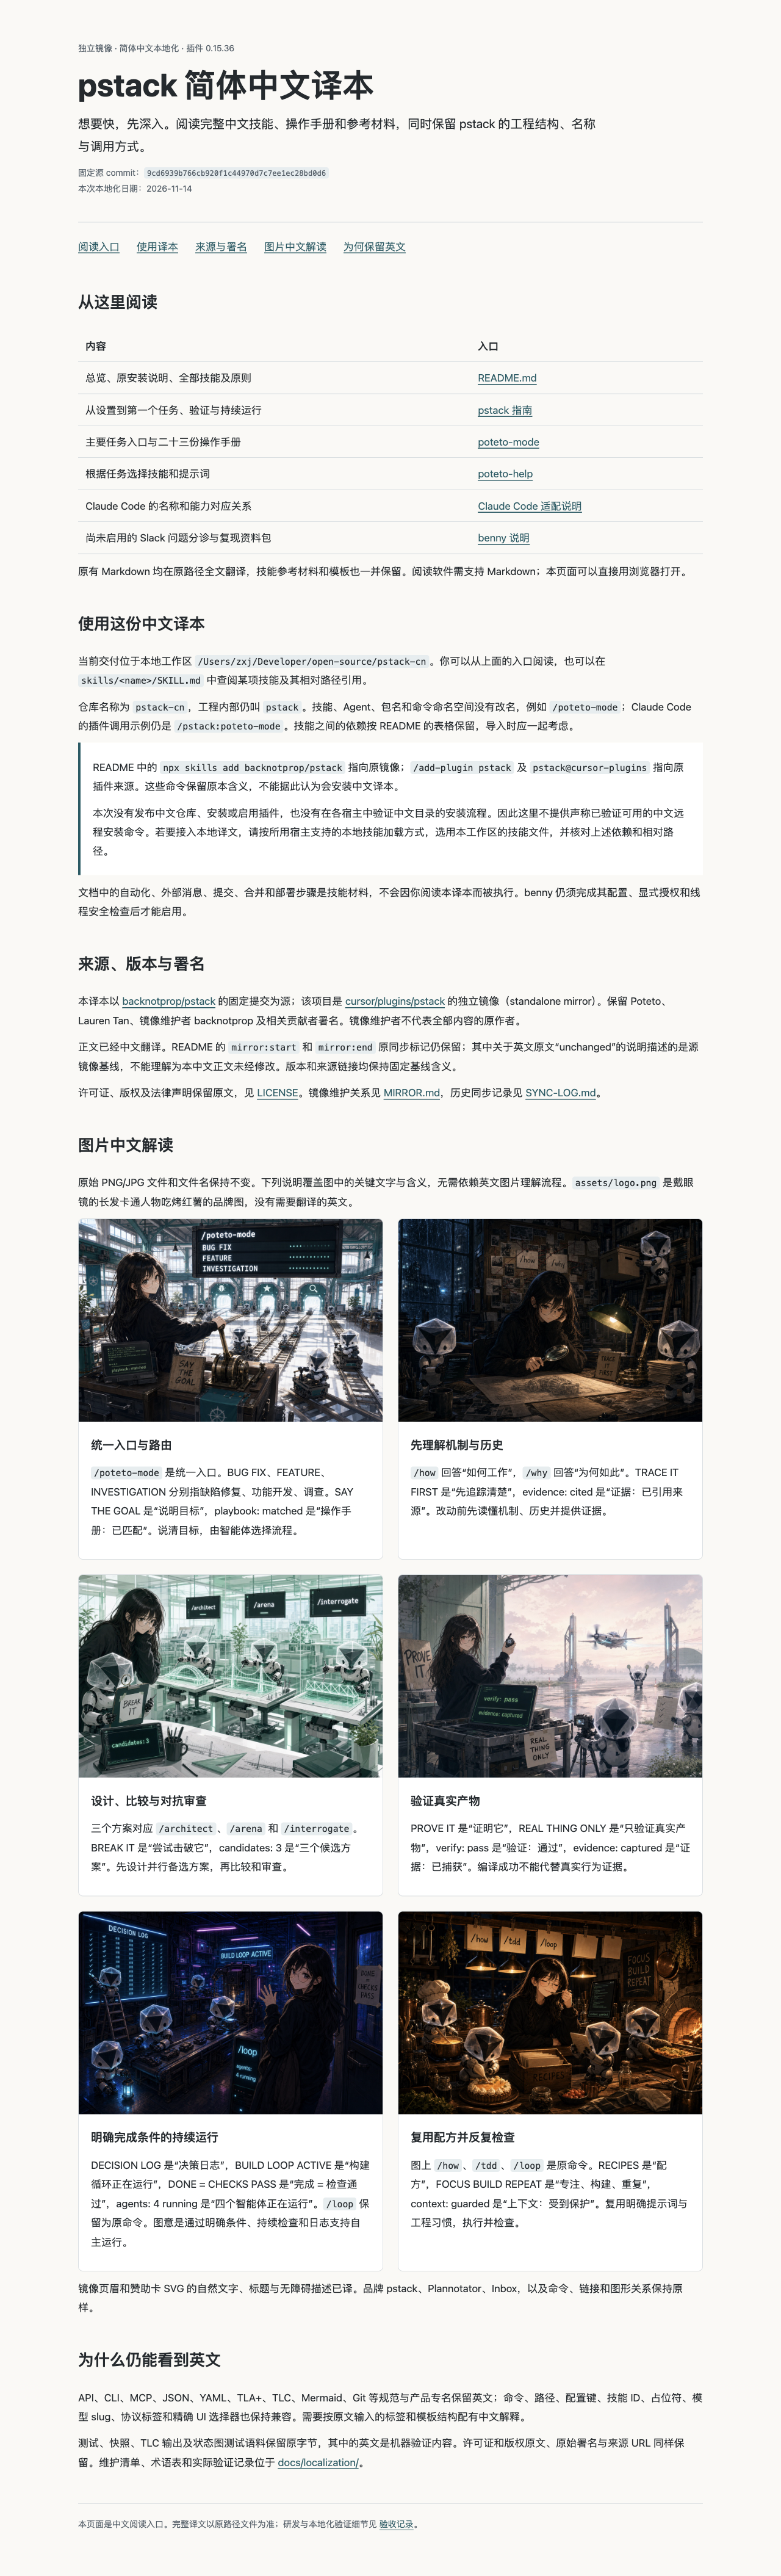 独立镜像 · 简体中文本地化 · 插件 0.15.36
pstack 简体中文译本
想要快，先深入。阅读完整中文技能、操作手册和参考材料，同时保留 pstack 的工程结构、名称
与调用方式。
固定源 commit： 9cd6939b766cb920f1c44970d7c7ee1ec28bd0d6
本次本地化日期：2026-11-14
阅读入口 使用译本 来源与署名 图片中文解读 为何保留英文
从这里阅读
内容 入口
总览、原安装说明、全部技能及原则 README.md
从设置到第一个任务、验证与持续运行 pstack 指南
主要任务入口与二十三份操作手册 poteto-mode
根据任务选择技能和提示词 poteto-help
Claude Code 的名称和能力对应关系 Claude Code 适配说明
尚未启用的 Slack 问题分诊与复现资料包 benny 说明
原有 Markdown 均在原路径全文翻译，技能参考材料和模板也一并保留。阅读软件需支持 Markdown；本页面可以直接用浏览器打开。
使用这份中文译本
当前交付位于本地工作区 /Users/zxj/Developer/open-source/pstack-cn 。你可以从上面的入口阅读，也可以在
skills/<name>/SKILL.md 中查阅某项技能及其相对路径引用。
仓库名称为 pstack-cn ，工程内部仍叫 pstack 。技能、Agent、包名和命令命名空间没有改名，例如 /poteto-mode ；Claude Code
的插件调用示例仍是 /pstack:poteto-mode 。技能之间的依赖按 README 的表格保留，导入时应一起考虑。
README 中的 npx skills add backnotprop/pstack 指向原镜像； /add-plugin pstack 及 pstack@cursor-plugins 指向原
插件来源。这些命令保留原本含义，不能据此认为会安装中文译本。
本次没有发布中文仓库、安装或启用插件，也没有在各宿主中验证中文目录的安装流程。因此这里不提供声称已验证可用的中文远
程安装命令。若要接入本地译文，请按所用宿主支持的本地技能加载方式，选用本工作区的技能文件，并核对上述依赖和相对路
径。
文档中的自动化、外部消息、提交、合并和部署步骤是技能材料，不会因你阅读本译本而被执行。benny 仍须完成其配置、显式授权和线
程安全检查后才能启用。
来源、版本与署名
本译本以 backnotprop/pstack 的固定提交为源；该项目是 cursor/plugins/pstack 的独立镜像（standalone mirror）。保留 Poteto、
Lauren Tan、镜像维护者 backnotprop 及相关贡献者署名。镜像维护者不代表全部内容的原作者。
正文已经中文翻译。README 的 mirror:start 和 mirror:end 原同步标记仍保留；其中关于英文原文“unchanged”的说明描述的是源
镜像基线，不能理解为本中文正文未经修改。版本和来源链接均保持固定基线含义。
许可证、版权及法律声明保留原文，见 LICENSE。镜像维护关系见 MIRROR.md，历史同步记录见 SYNC-LOG.md。
图片中文解读
原始 PNG/JPG 文件和文件名保持不变。下列说明覆盖图中的关键文字与含义，无需依赖英文图片理解流程。 assets/logo.png 是戴眼
镜的长发卡通人物吃烤红薯的品牌图，没有需要翻译的英文。
/poteto-mode
BUG FIX
FEATURE
INVESTIGATION
playbook: matched
SAY
THE GOAL
/how /why
TRACE IT
FIRST
统一入口与路由
/poteto-mode 是统一入口。BUG FIX、FEATURE、
INVESTIGATION 分别指缺陷修复、功能开发、调查。SAY
THE GOAL 是“说明目标”，playbook: matched 是“操作手
册：已匹配”。说清目标，由智能体选择流程。
先理解机制与历史
/how 回答“如何工作”， /why 回答“为何如此”。TRACE IT
FIRST 是“先追踪清楚”，evidence: cited 是“证据：已引用来
源”。改动前先读懂机制、历史并提供证据。
/architect /arena /interrogate
BREAK
IT
candidates: 3
PROVE
IT
verify: pass
evidence: captured
REAL
THING
ONLY
设计、比较与对抗审查
三个方案对应 /architect 、 /arena 和 /interrogate 。
BREAK IT 是“尝试击破它”，candidates: 3 是“三个候选方
案”。先设计并行备选方案，再比较和审查。
验证真实产物
PROVE IT 是“证明它”，REAL THING ONLY 是“只验证真实产
物”，verify: pass 是“验证：通过”，evidence: captured 是“证
据：已捕获”。编译成功不能代替真实行为证据。
DECISION LOG
BUILD LOOP ACTIVE
DONE =
CHECKS
PASS
/loop
agents:
4 running
/how /tdd /loop
FOCUS
BUILD
REPEAT
RECIPES
明确完成条件的持续运行
DECISION LOG 是“决策日志”，BUILD LOOP ACTIVE 是“构建
循环正在运行”，DONE = CHECKS PASS 是“完成 = 检查通
过”，agents: 4 running 是“四个智能体正在运行”。 /loop 保
留为原命令。图意是通过明确条件、持续检查和日志支持自
主运行。
复用配方并反复检查
图上 /how 、 /tdd 、 /loop 是原命令。RECIPES 是“配
方”，FOCUS BUILD REPEAT 是“专注、构建、重复”，
context: guarded 是“上下文：受到保护”。复用明确提示词与
工程习惯，执行并检查。
镜像页眉和赞助卡 SVG 的自然文字、标题与无障碍描述已译。品牌 pstack、Plannotator、Inbox，以及命令、链接和图形关系保持原
样。
为什么仍能看到英文
API、CLI、MCP、JSON、YAML、TLA+、TLC、Mermaid、Git 等规范与产品专名保留英文；命令、路径、配置键、技能 ID、占位符、模
型 slug、协议标签和精确 UI 选择器也保持兼容。需要按原文输入的标签和模板结构配有中文解释。
测试、快照、TLC 输出及状态图测试语料保留原字节，其中的英文是机器验证内容。许可证和版权原文、原始署名与来源 URL 同样保
留。维护清单、术语表和实际验证记录位于 docs/localization/。
本页面是中文阅读入口。完整译文以原路径文件为准；研发与本地化验证细节见 验收记录。